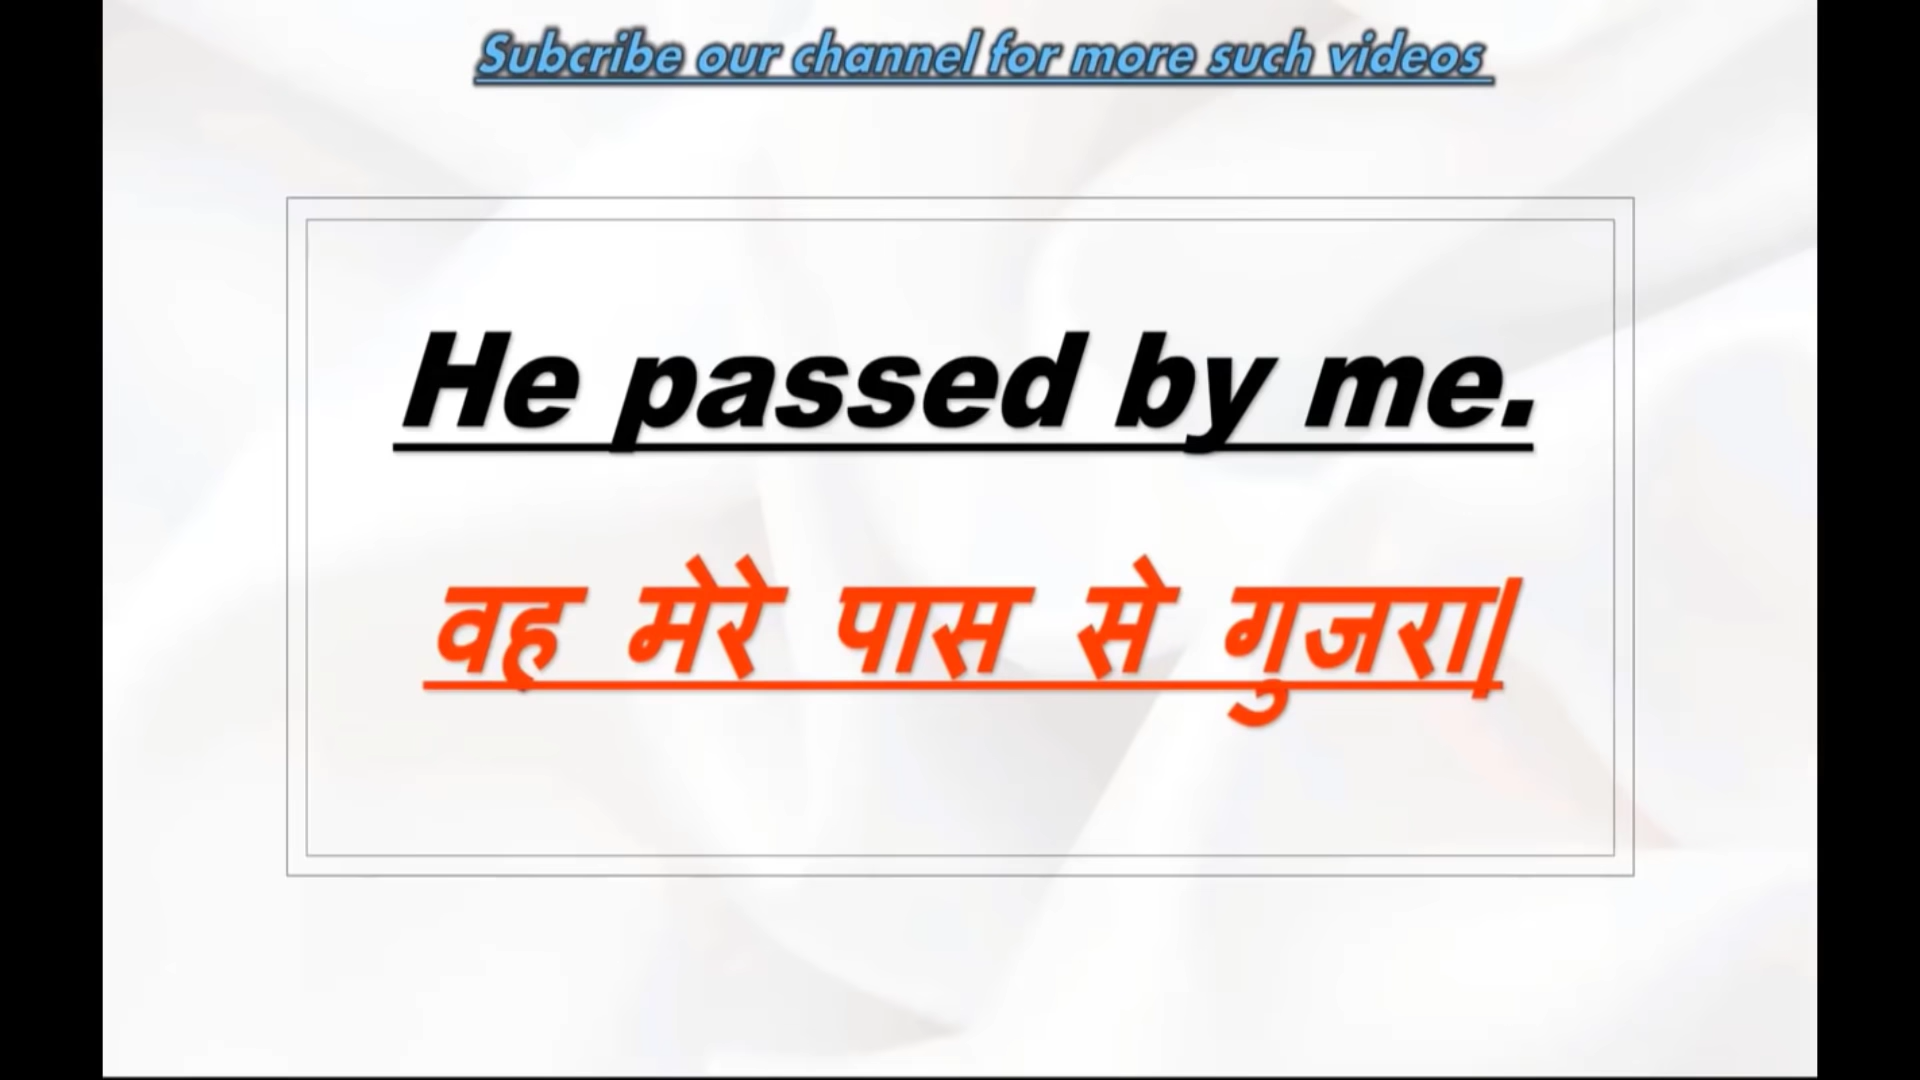 Subcribe our channel for more such videos
He passed by me.
वह मेरे पास से गुजरा|